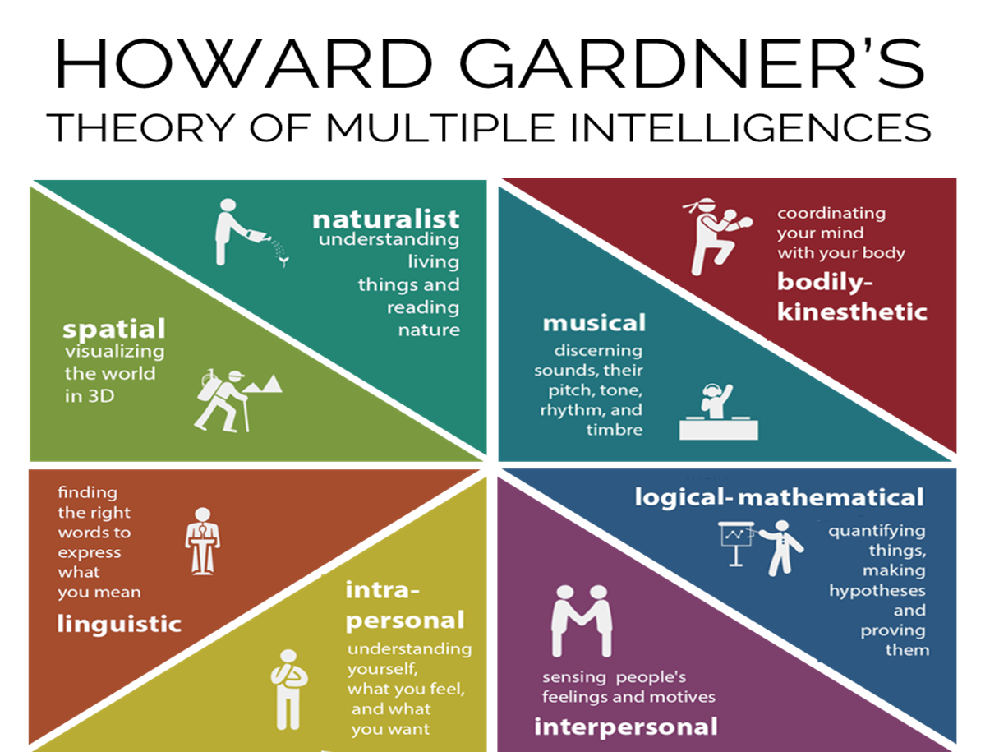 HOWARD GARDNER'S
THEORY OF MULTIPLE INTELLIGENCES
naturalist
understanding
living
things and
reading
nature
spatial
visualizing
the world
in 3D
coordinating
your mind
with your body
bodily-
kinesthetic
musical
discerning
sounds, their
pitch, tone,
rhythm, and
timbre
finding
the right
words to
express
what
you mean
linguistic
intra-
personal
understanding
yourself,
what you feel,
and what
you want
logical-mathematical
quantifying
things,
making
hypotheses
and
proving
them
sensing people's
feelings and motives
interpersonal